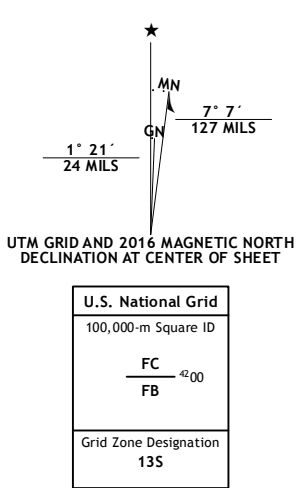 MN
7° 7´
127 MILS
GN
1° 21´
24 MILS
UTM GRID AND 2016 MAGNETIC NORTH
DECLINATION AT CENTER OF SHEET
U.S. National Grid
100,000-m Square ID
FC
4200
FB
Grid Zone Designation
13S